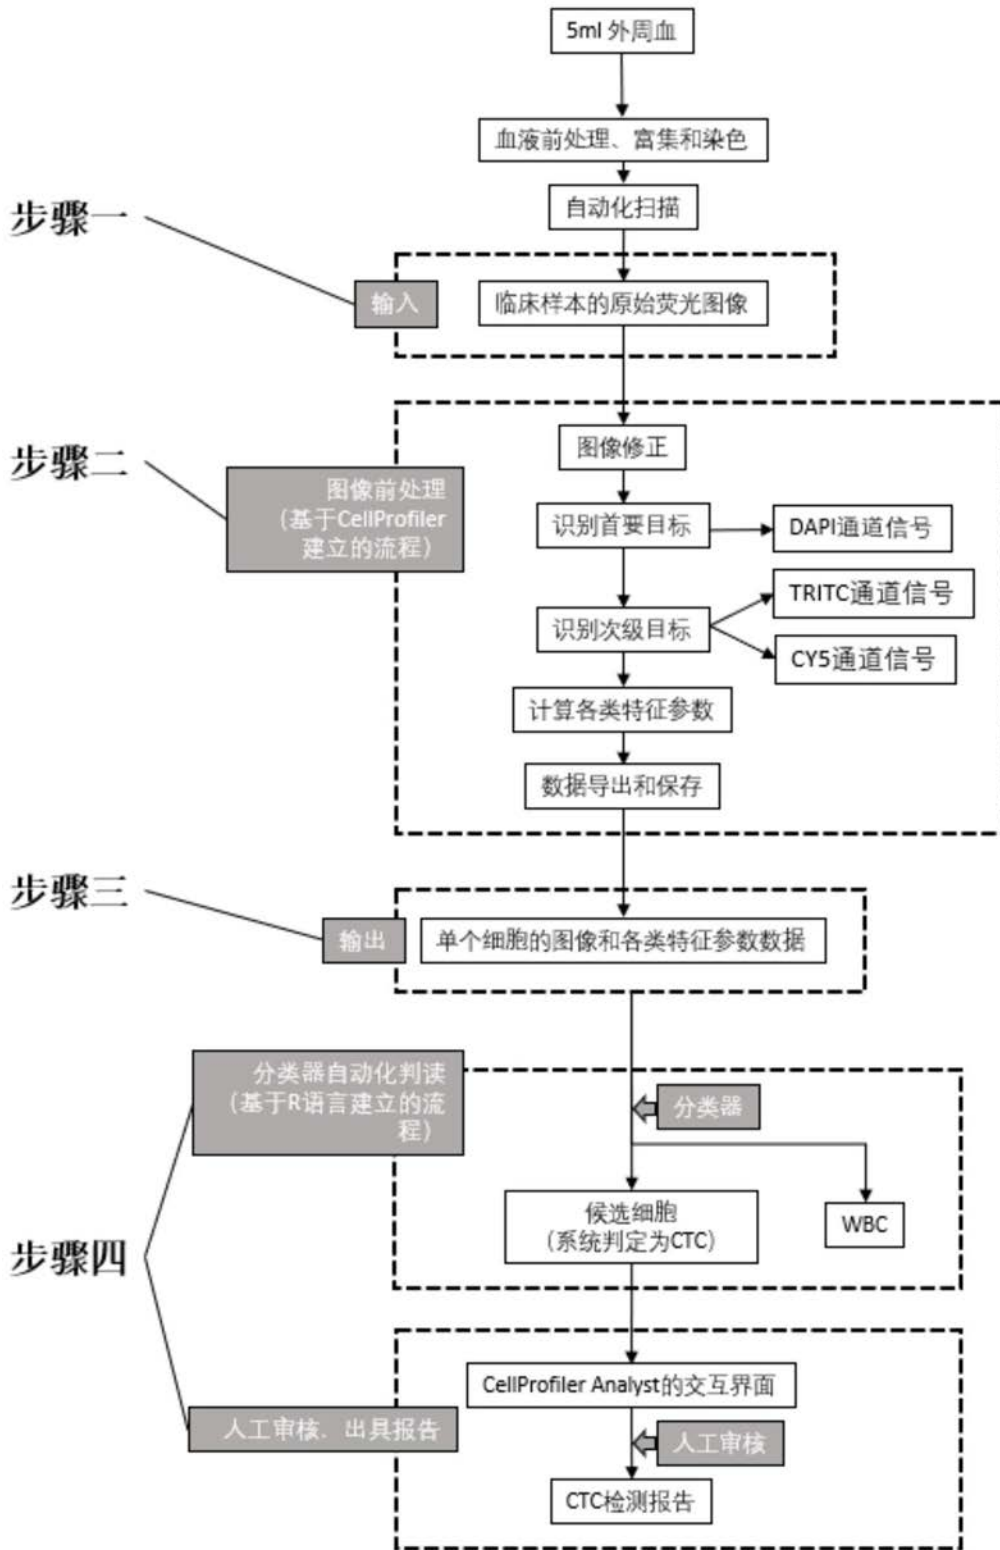 5ml 外周血
血液前处理、富集和染色
自动化扫描
步骤一
输入
临床样本的原始荧光图像
步骤二
图像前处理
（基于CellProfiler
建立的流程）
图像修正
识别首要目标
DAPI通道信号
识别次级目标
TRITC通道信号
CY5通道信号
计算各类特征参数
数据导出和保存
步骤三
输出
单个细胞的图像和各类特征参数数据
步骤四
分类器自动化判读
（基于R语言建立的流
程）
分类器
候选细胞
（系统判定为CTC）
WBC
CellProfiler Analyst的交互界面
人工审核、出具报告
人工审核
CTC检测报告